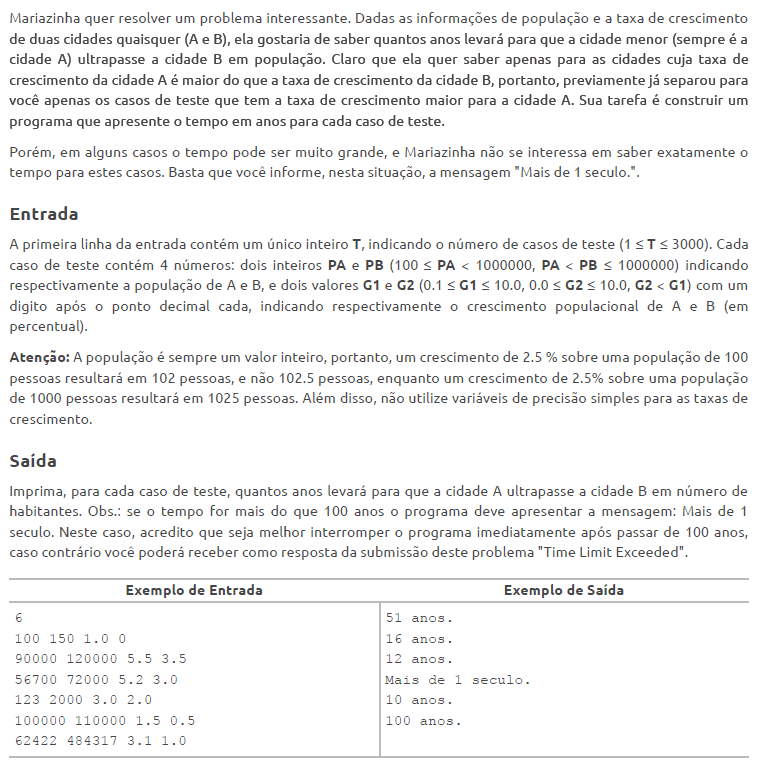 Mariazinha quer resolver um problema interessante. Dadas as informações de população e a taxa de crescimento
de duas cidades quaisquer (A e B), ela gostaria de saber quantos anos levará para que a cidade menor (sempre é a
cidade A) ultrapasse a cidade B em população. Claro que ela quer saber apenas para as cidades cuja taxa de
crescimento da cidade A é maior do que a taxa de crescimento da cidade B, portanto, previamente já separou para
você apenas os casos de teste que tem a taxa de crescimento maior para a cidade A. Sua tarefa é construir um
programa que apresente o tempo em anos para cada caso de teste.
Porém, em alguns casos o tempo pode ser muito grande, e Mariazinha não se interessa em saber exatamente o
tempo para estes casos. Basta que você informe, nesta situação, a mensagem "Mais de 1 seculo.".
Entrada
A primeira linha da entrada contém um único inteiro T, indicando o número de casos de teste (1 ≤ T ≤ 3000). Cada
caso de teste contém 4 números: dois inteiros PA e PB (100 ≤ PA < 1000000, PA < PB ≤ 1000000) indicando
respectivamente a população de A e B, e dois valores G1 e G2 (0.1 ≤ G1 ≤ 10.0, 0.0 ≤ G2 ≤ 10.0, G2 < G1) com um
digito após o ponto decimal cada, indicando respectivamente o crescimento populacional de A e B (em
percentual).
Atenção: A população é sempre um valor inteiro, portanto, um crescimento de 2.5 % sobre uma população de 100
pessoas resultará em 102 pessoas, e não 102.5 pessoas, enquanto um crescimento de 2.5% sobre uma população
de 1000 pessoas resultará em 1025 pessoas. Além disso, não utilize variáveis de precisão simples para as taxas de
crescimento.
Saída
Imprima, para cada caso de teste, quantos anos levará para que a cidade A ultrapasse a cidade B em número de
habitantes. Obs.: se o tempo for mais do que 100 anos o programa deve apresentar a mensagem: Mais de 1
seculo. Neste caso, acredito que seja melhor interromper o programa imediatamente após passar de 100 anos,
caso contrário você poderá receber como resposta da submissão deste problema "Time Limit Exceeded".
Exemplo de Entrada
6
100 150 1.0 0
90000 120000 5.5 3.5
56700 72000 5.2 3.0
123 2000 3.0 2.0
100000 110000 1.5 0.5
62422 484317 3.1 1.0
Exemplo de Saída
51 anos.
16 anos.
12 anos.
Mais de 1 seculo.
10 anos.
100 anos.